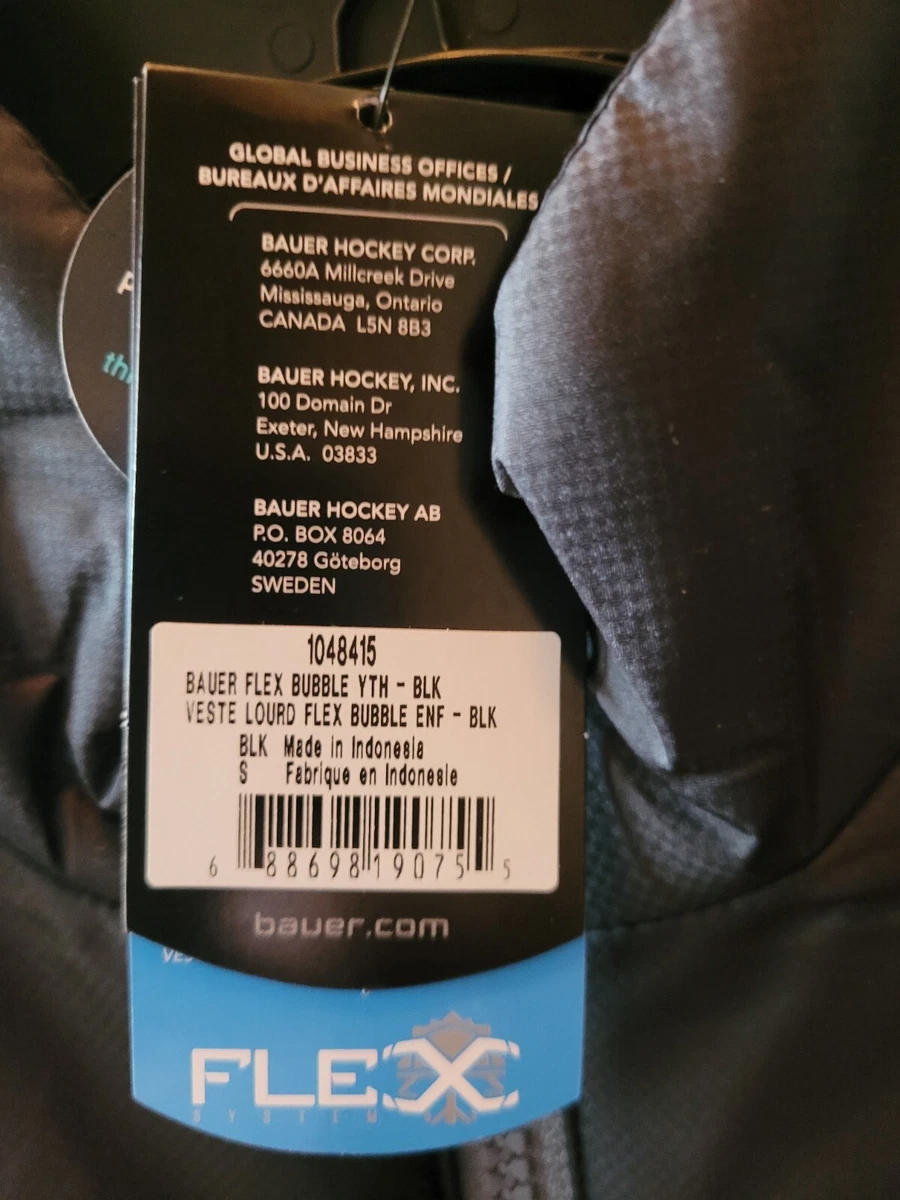 GLOBAL BUSINESS OFFICES /
BUREAUX D'AFFAIRES MONDIALES
BAUER HOCKEY CORP.
6660A Millcreek Drive
Mississauga, Ontario
CANADA L5N 8B3
BAUER HOCKEY, INC.
100 Domain Dr
Exeter, New Hampshire
U.S.A. 03833
BAUER HOCKEY AB
P.O. BOX 8064
40278 Göteborg
SWEDEN
1048415
BAUER FLEX BUBBLE YTH - BLK
VESTE LOURD FLEX BUBBLE ENF - BLK
BLK Made in Indonesia
S Fabrique en Indonesie
6 88698 19075 5
bauer.com
FLEX
SYSTEM